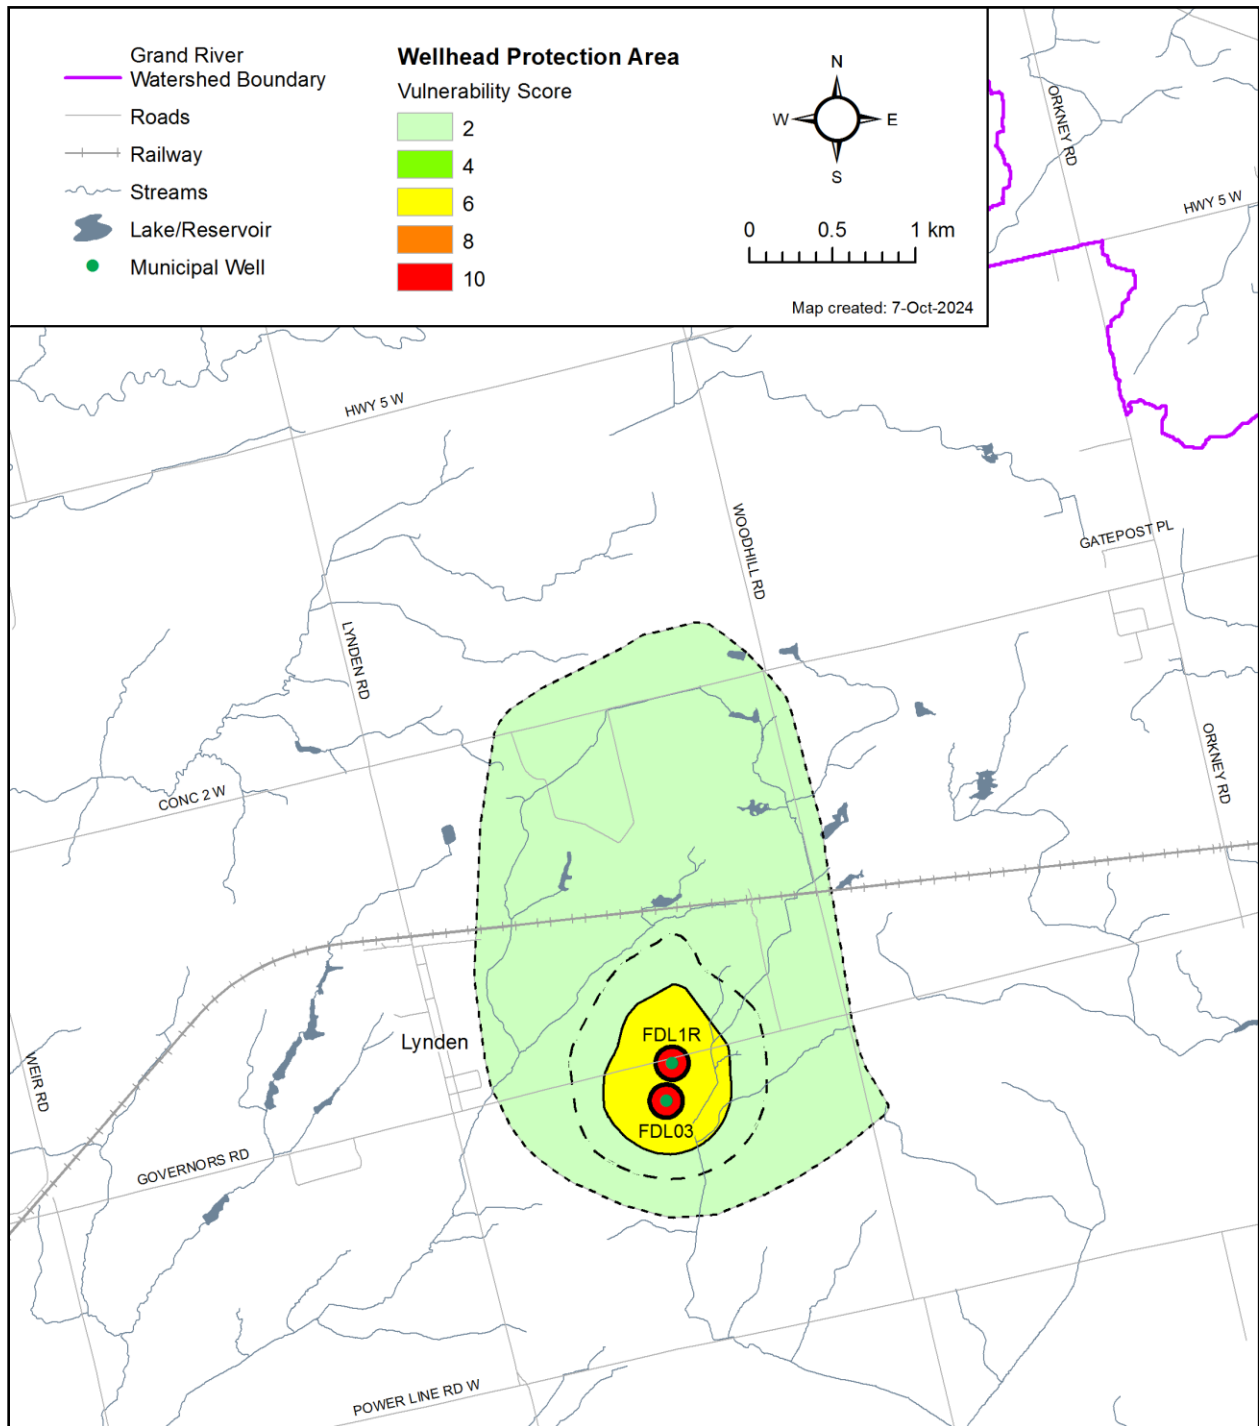 Grand River
Watershed Boundary
Roads
Railway
Streams
Lake/Reservoir
Municipal Well
Wellhead Protection Area
Vulnerability Score
2
4
6
8
10
N
W
E
S
0
0.5
1 km
Map created: 7-Oct-2024
ORKNEY RD
HWY 5 W
HWY 5 W
WOODHILL RD
GATEPOST PL
LYNDEN RD
ORKNEY RD
CONC 2 W
Lynden
FDL1R
WEIR RD
FDL03
GOVERNORS RD
POWER LINE RD W